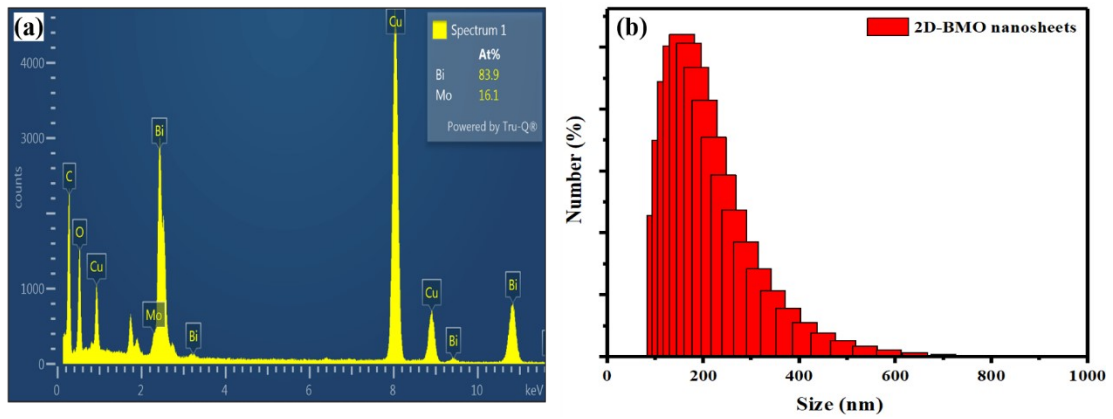 (a)
Spectrum 1
At%
Bi 83.9
Mo 16.1
Powered by Tru-Q®
4000
3000
1000
0
counts
C
O
Cu
Mo
Bi
Bi
Cu
Cu
Bi
Bi
0 2 4 6 8 10 keV
(b)
2D-BMO nanosheets
Number (%)
0 200 400 600 800 1000
Size (nm)